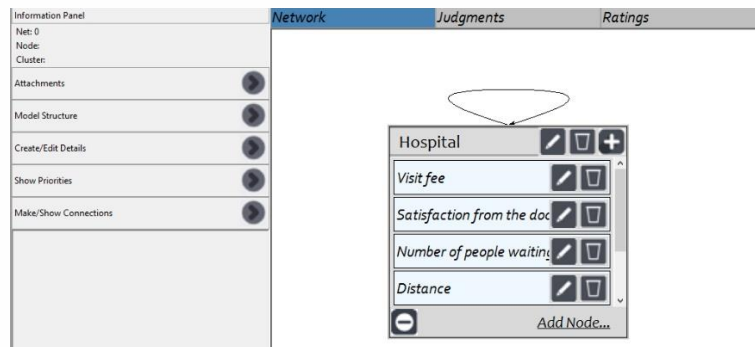 Information Panel
Net: 0
Node:
Cluster:
Attachments
Model Structure
Create/Edit Details
Show Priorities
Make/Show Connections
Network Judgments Ratings
Hospital
Visit fee
Satisfaction from the doc
Number of people waiting
Distance
Add Node...